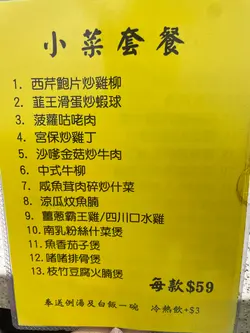 小菜套餐
1. 西芹鮑片炒雞柳
2. 韮王滑蛋炒蝦球
3. 菠蘿咕咾肉
4. 宮保炒雞丁
5. 沙嗲金菇炒牛肉
6. 中式牛柳
7. 咸魚茸肉碎炒什菜
8. 涼瓜炆魚腩
9. 薑蔥霸王雞/四川口水雞
10. 南乳粉絲什菜煲
11. 魚香茄子煲
12. 啫啫排骨煲
13. 枝竹豆腐火腩煲
每款$59
奉送例湯及白飯一碗 冷熱飲+$3